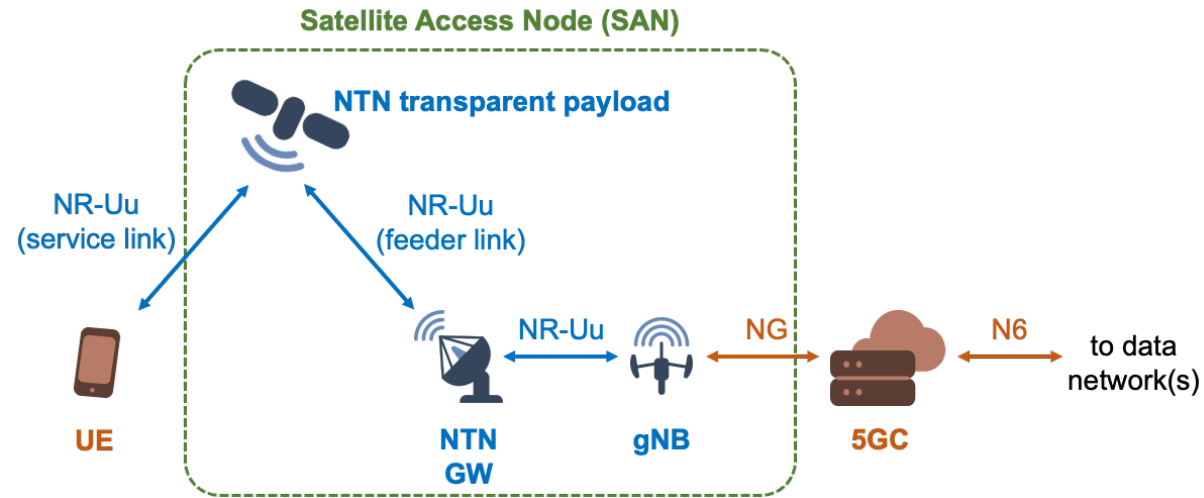 Satellite Access Node (SAN)
NTN transparent payload
NR-Uu
(service link)
NR-Uu
(feeder link)
NR-Uu
NG
N6
to data
network(s)
UE
NTN
GW
gNB
5GC